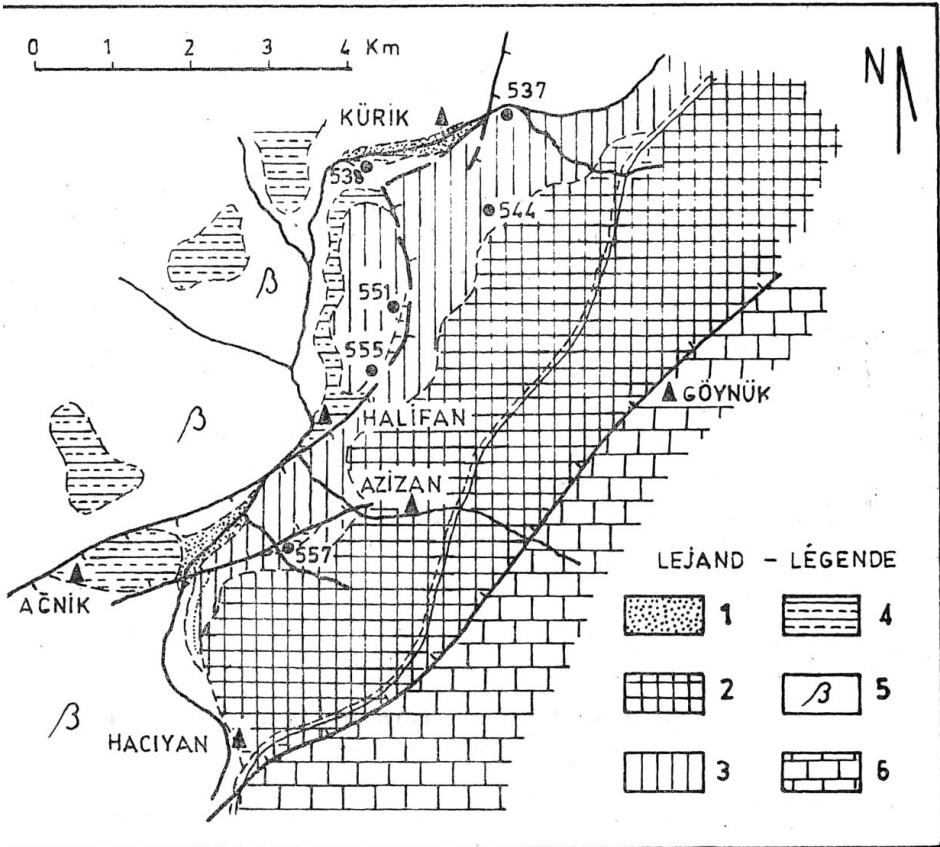 0 1 2 3 4 Km
N
537
KÜRİK
538
544
β
551
555
GÖYNÜK
β
HALİFAN
AZİZAN
557
LEJAND – LÉGENDE
AČNİK
1 4
2 β 5
β
HACIYAN
3 6